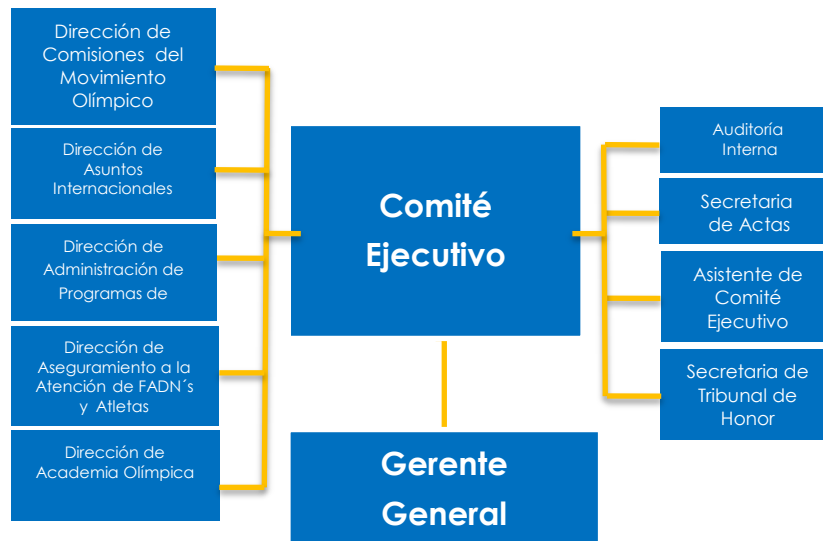 Dirección de
Comisiones del
Movimiento
Olímpico
Dirección de
Asuntos
Internacionales
Dirección de
Administración de
Programas de
Dirección de
Aseguramiento a la
Atención de FADN´s
y Atletas
Dirección de
Academia Olímpica
Comité
Ejecutivo
Gerente
General
Auditoría
Interna
Secretaria
de Actas
Asistente de
Comité
Ejecutivo
Secretaria de
Tribunal de
Honor